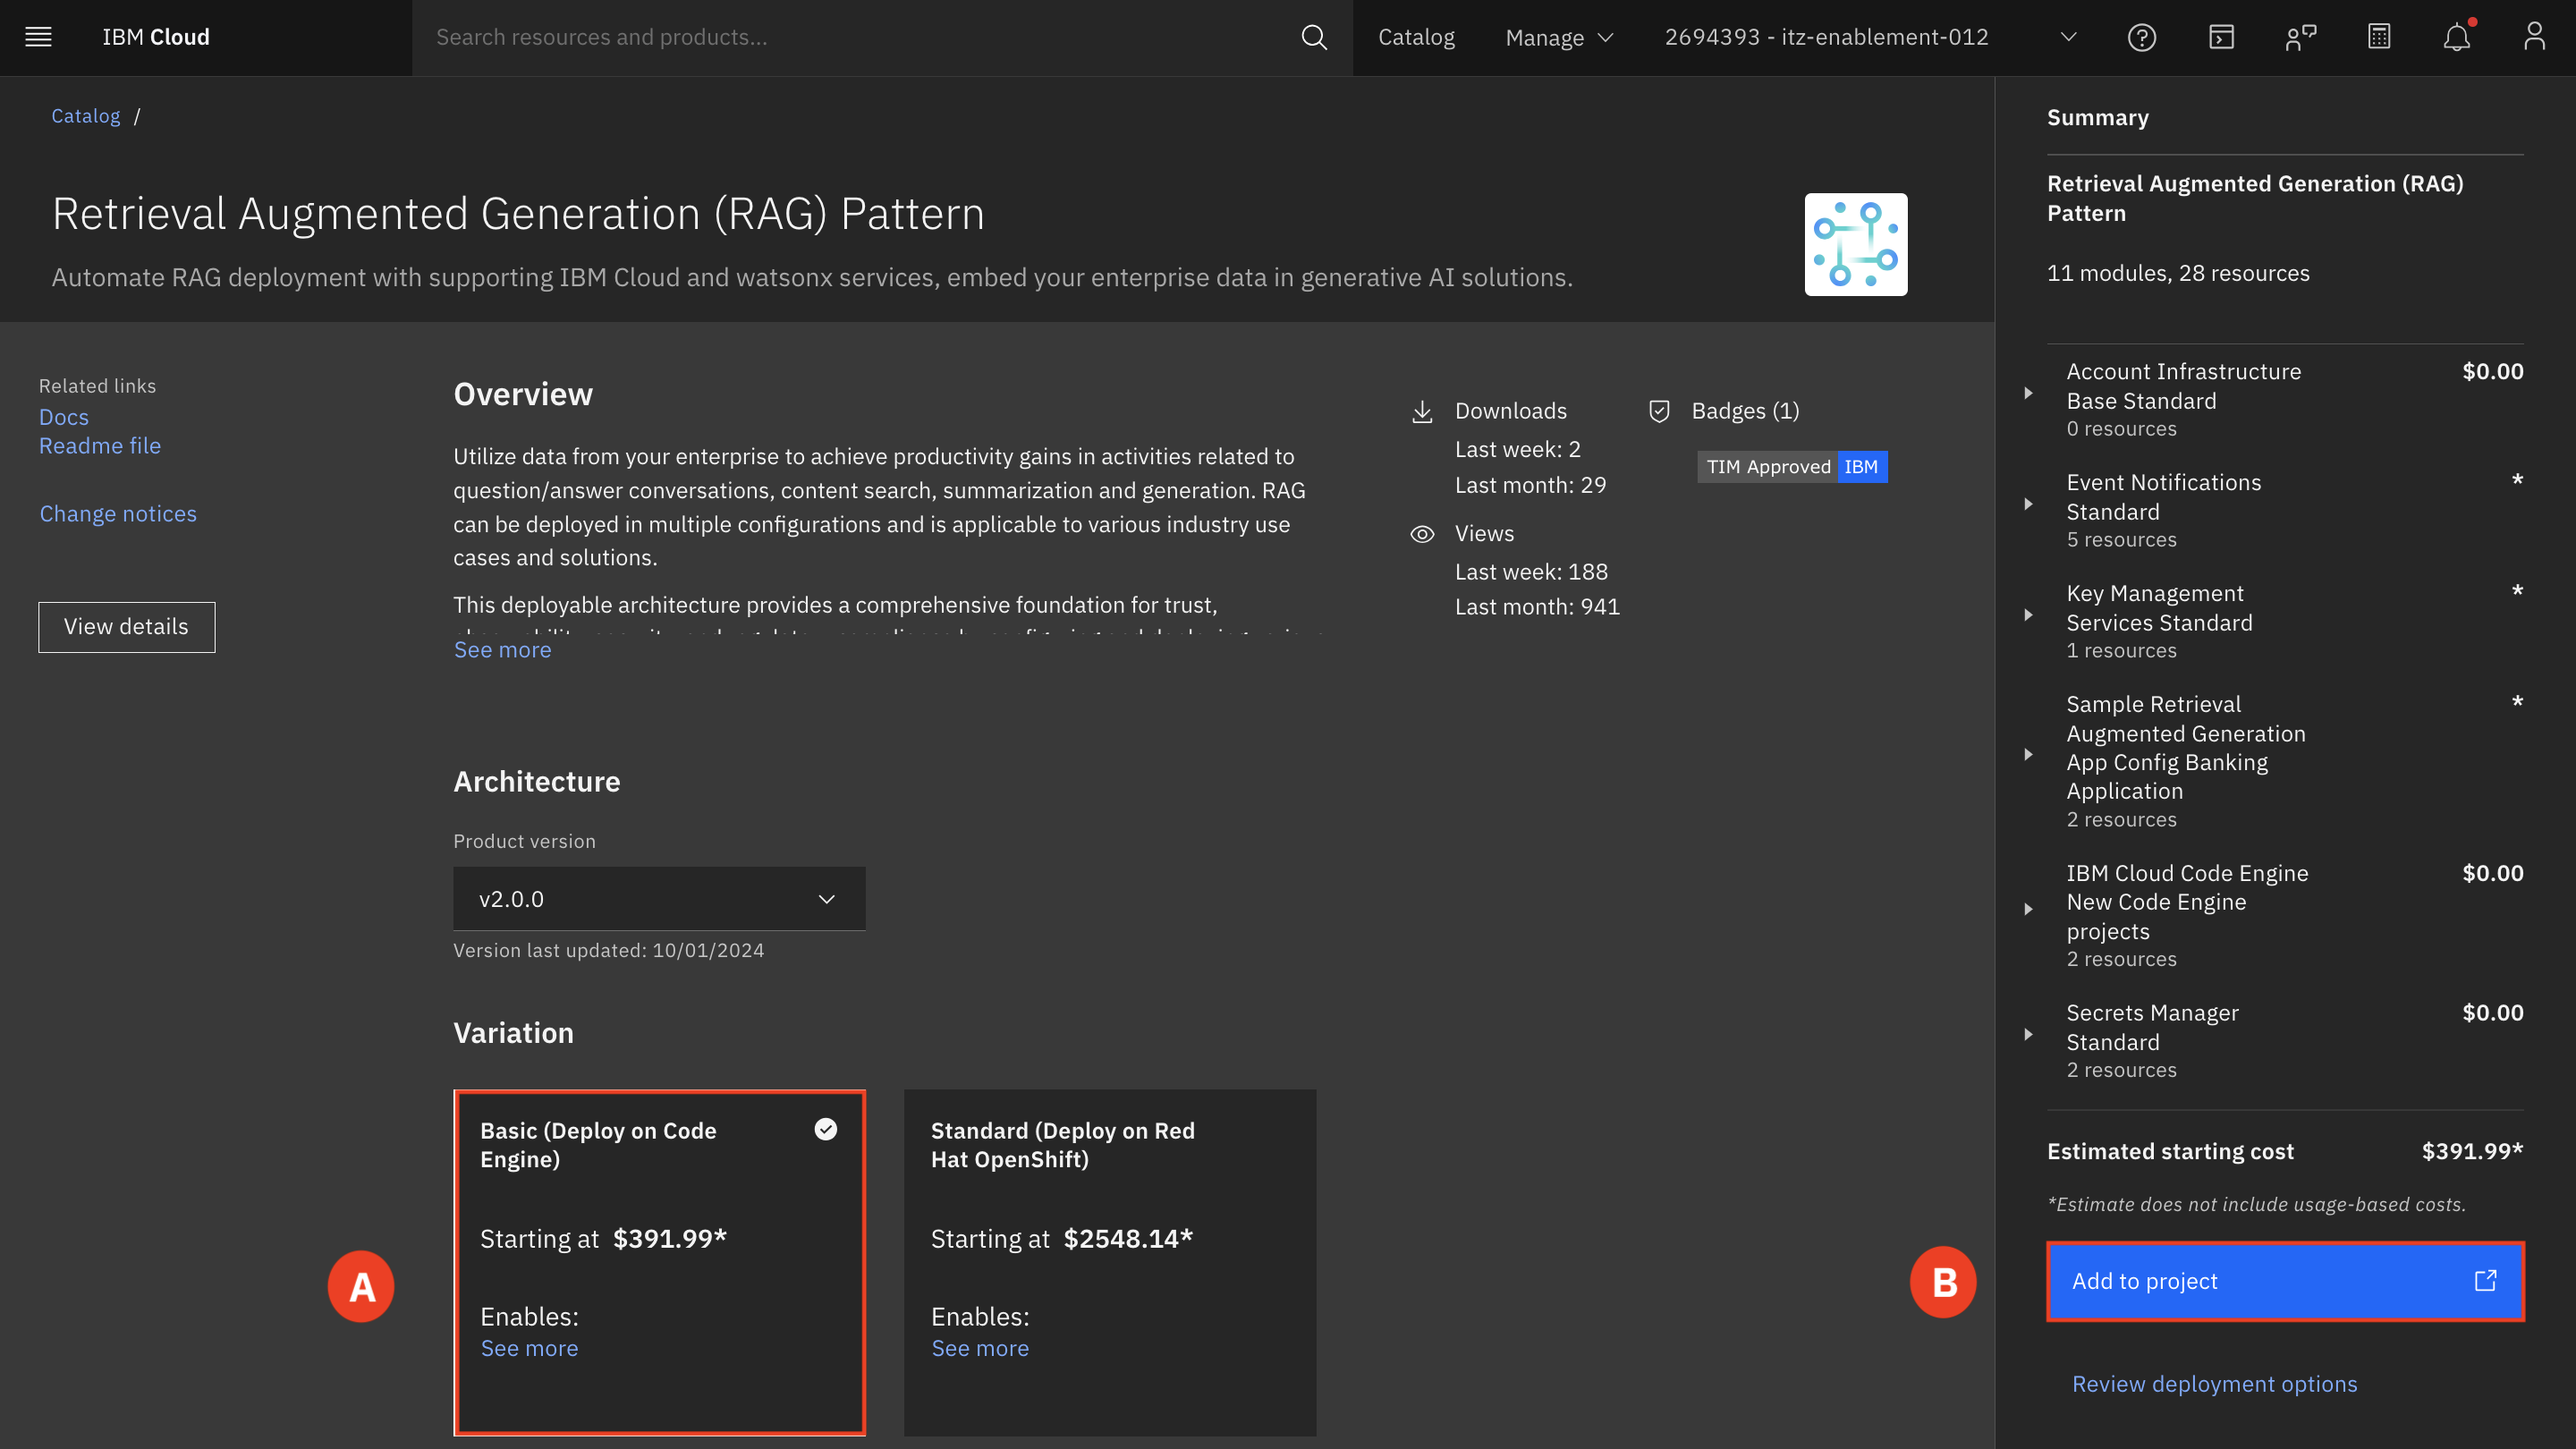 IBM Cloud
Search resources and products...
Catalog
Manage
2694393 - itz-enablement-012
Catalog /
Retrieval Augmented Generation (RAG) Pattern
Automate RAG deployment with supporting IBM Cloud and watsonx services, embed your enterprise data in generative AI solutions.
Related links
Docs
Readme file
Change notices
View details
Overview
Utilize data from your enterprise to achieve productivity gains in activities related to
question/answer conversations, content search, summarization and generation. RAG
can be deployed in multiple configurations and is applicable to various industry use
cases and solutions.
This deployable architecture provides a comprehensive foundation for trust,
See more
Downloads
Last week: 2
Last month: 29
Views
Last week: 188
Last month: 941
Badges (1)
TIM Approved IBM
Architecture
Product version
v2.0.0
Version last updated: 10/01/2024
Variation
A
Basic (Deploy on Code
Engine)
Starting at $391.99*
Enables:
See more
Standard (Deploy on Red
Hat OpenShift)
Starting at $2548.14*
Enables:
See more
Summary
Retrieval Augmented Generation (RAG)
Pattern
11 modules, 28 resources
Account Infrastructure $0.00
Base Standard
0 resources
Event Notifications *
Standard
5 resources
Key Management *
Services Standard
1 resources
Sample Retrieval *
Augmented Generation
App Config Banking
Application
2 resources
IBM Cloud Code Engine $0.00
New Code Engine
projects
2 resources
Secrets Manager $0.00
Standard
2 resources
Estimated starting cost $391.99*
*Estimate does not include usage-based costs.
B
Add to project
Review deployment options